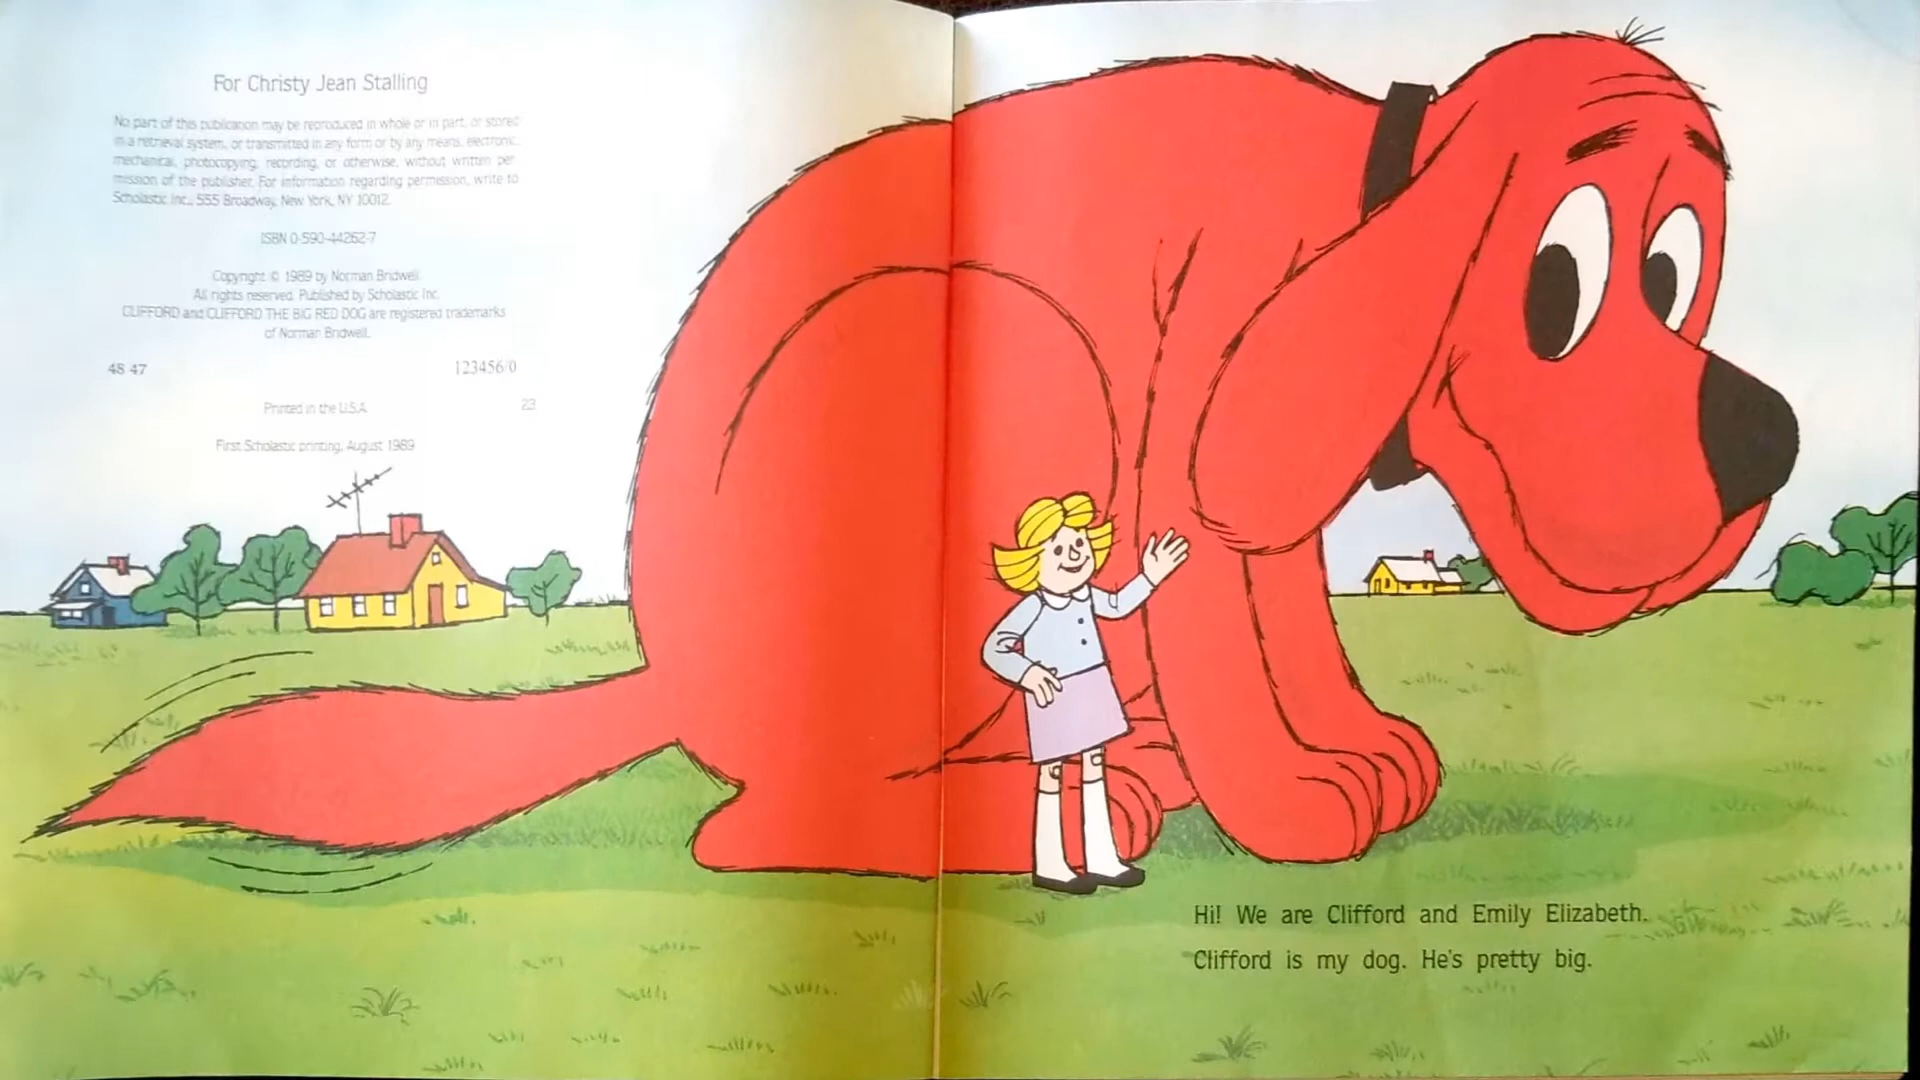 For Christy Jean Stalling
No part of this publication may be reproduced in whole or in part, or stored
in a retrieval system, or transmitted in any form or by any means, electronic,
mechanical, photocopying, recording, or otherwise, without written per
mission of the publisher. For information regarding permission, write to
Scholastic Inc., 555 Broadway, New York, NY 10012.
ISBN 0-590-44262-7
Copyright © 1989 by Norman Bridwell.
All rights reserved. Published by Scholastic Inc.
CLIFFORD and CLIFFORD THE BIG RED DOG are registered trademarks
of Norman Bridwell.
48 47 123456/0
Printed in the U.S.A. 23
First Scholastic printing, August 1989
Hi! We are Clifford and Emily Elizabeth.
Clifford is my dog. He's pretty big.